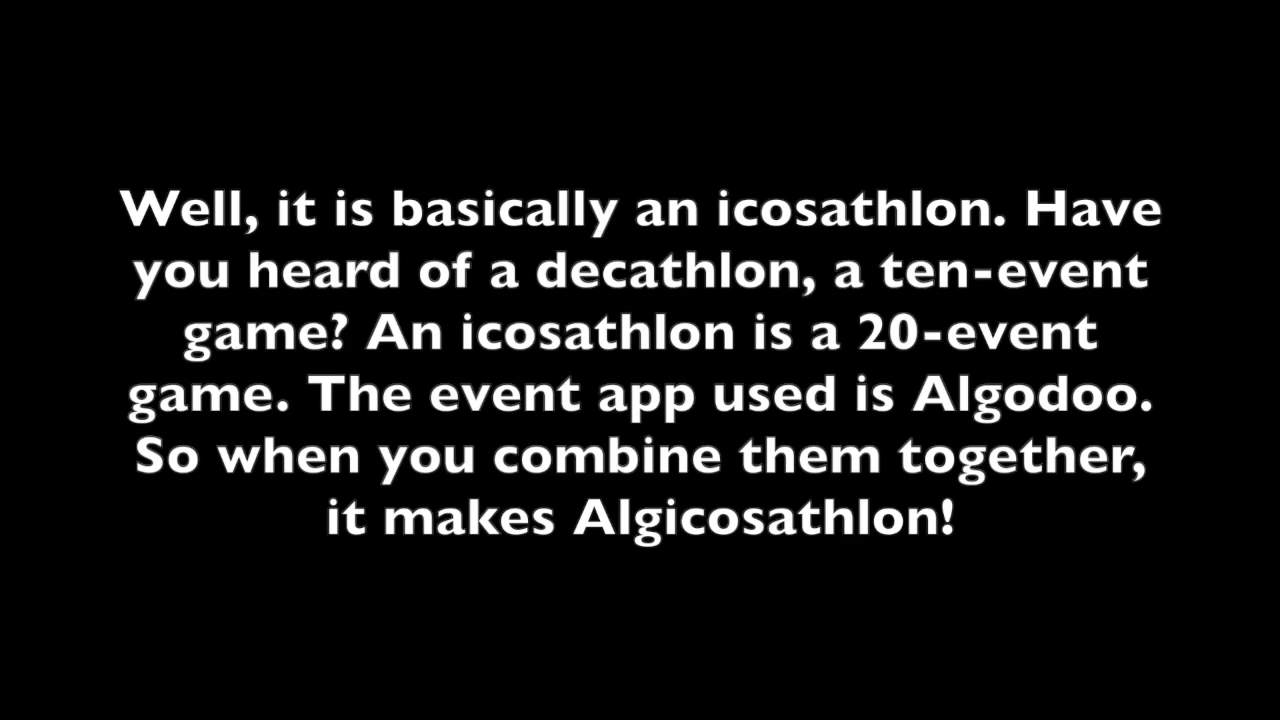 Well, it is basically an icosathlon. Have
you heard of a decathlon, a ten-event
game? An icosathlon is a 20-event
game. The event app used is Algodoo.
So when you combine them together,
it makes Algicosathlon!